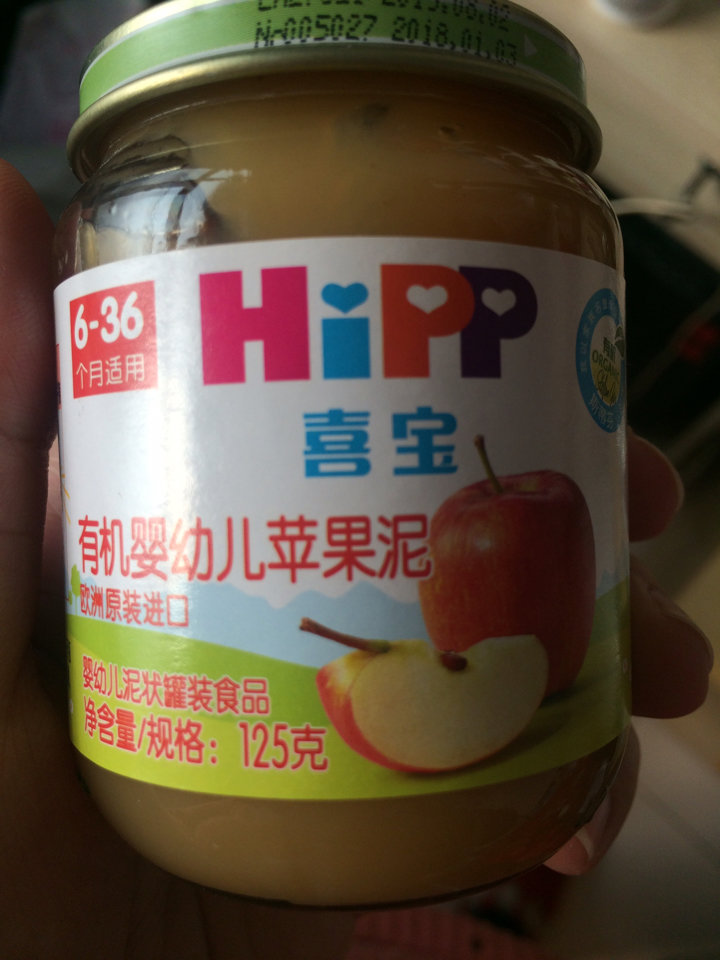 Nr005027 2018.01.03
6-36
个月适用
HiPP
喜宝
ORGANIC
有机婴幼儿苹果泥
欧洲原装进口
婴幼儿泥状罐装食品
净含量/规格：125克